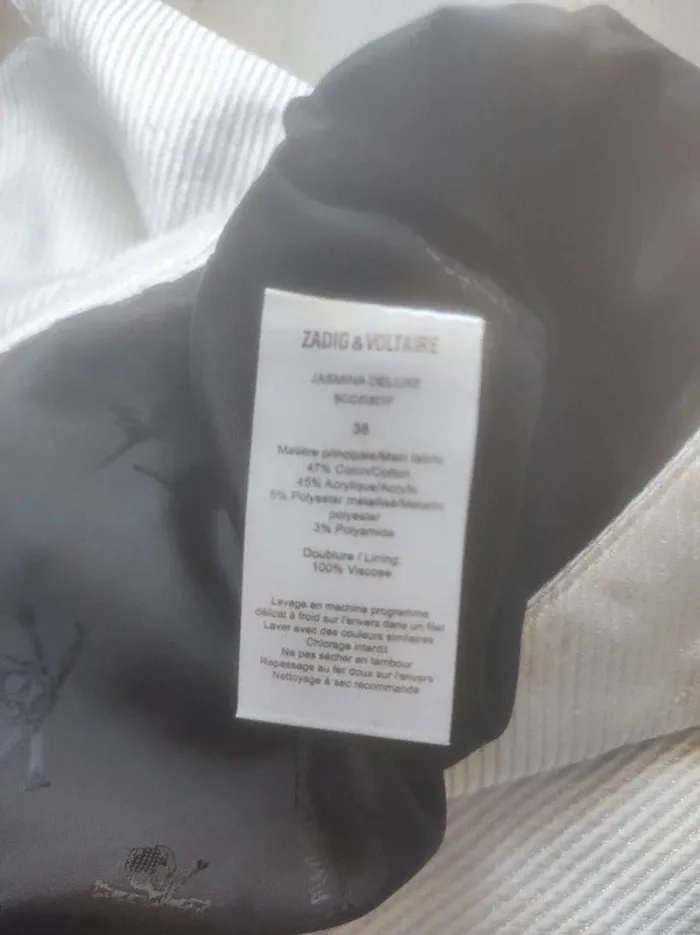 ZADIG & VOLTAIRE
JASMINA DELUXE
38
Matière principale/Main fabric
47% Coton/Cotton
45% Acrylique/Acrylic
5% Polyester métallisé/Metallic
polyester
3% Polyamide
Doublure / Lining:
100% Viscose
Lavage en machine programme
délicat à froid sur l'envers dans un filet
Laver avec des couleurs similaires
Chlorage interdit
Ne pas sécher en tambour
Repassage au fer doux sur l'envers
Nettoyage à sec recommandé